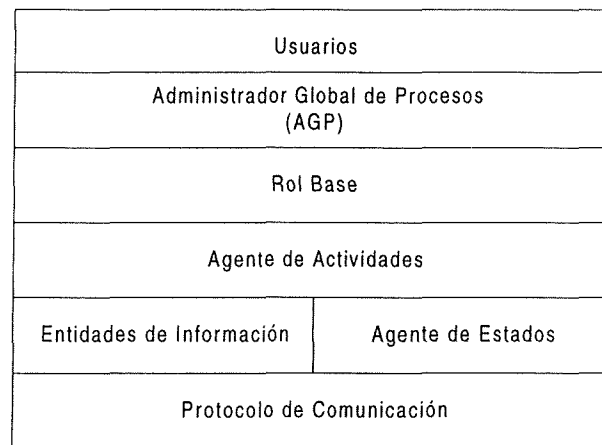 Usuarios
Administrador Global de Procesos
(AGP)
Rol Base
Agente de Actividades
Entidades de Información
Agente de Estados
Protocolo de Comunicación